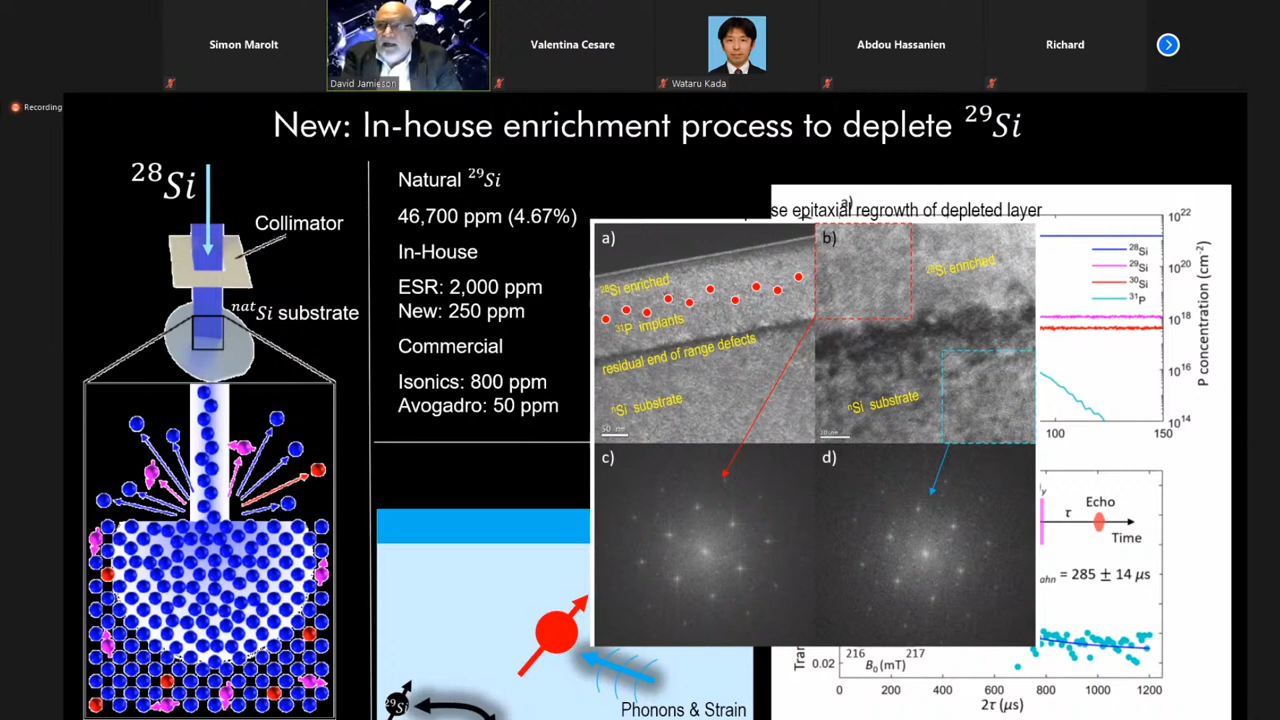 Simon Marolt
David Jamieson
Valentina Cesare
Wataru Kada
Abdou Hassanien
Richard
Recording
New: In-house enrichment process to deplete ²⁹Si
²⁸Si
Collimator
ⁿᵃᵗSi substrate
Natural ²⁹Si
46,700 ppm (4.67%)
In-House
ESR: 2,000 ppm
New: 250 ppm
Commercial
Isonics: 800 ppm
Avogadro: 50 ppm
²⁹Si
Phonons & Strain
a)
epitaxial regrowth of depleted layer
a)
²⁸Si enriched
³¹P implants
residual end of range defects
ⁿSi substrate
50 nm
b)
²⁸Si enriched
ⁿSi substrate
c)
d)
10²²
10²⁰
10¹⁸
10¹⁶
10¹⁴
P concentration (cm⁻²)
²⁸Si
²⁹Si
³⁰Si
³¹P
100
150
τ
Echo
Time
ahn = 285 ± 14 μs
0.02
216
217
B₀ (mT)
0
200
400
600
800
1000
1200
2τ (μs)